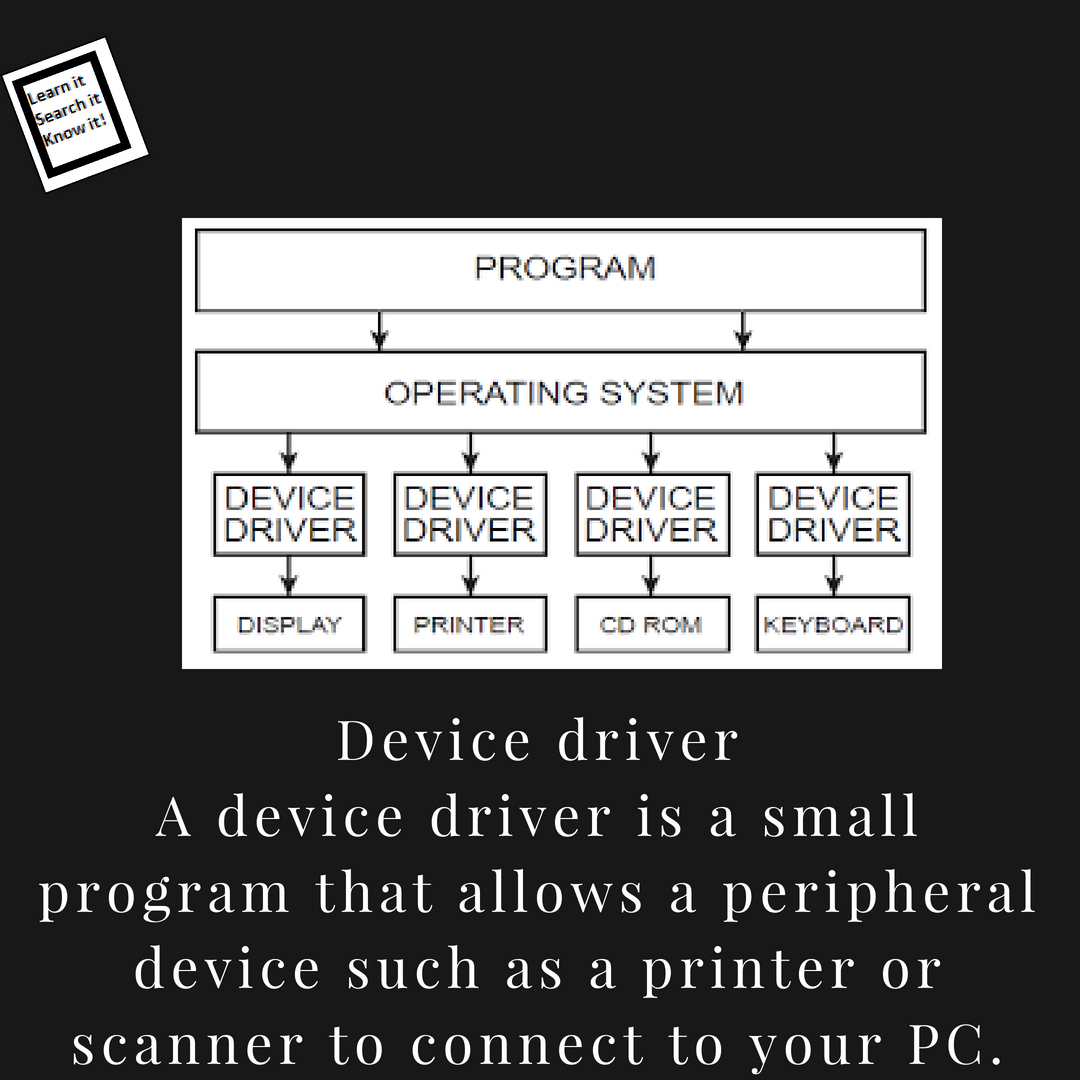 Learn it
Search it
Know it!
PROGRAM
OPERATING SYSTEM
DEVICE DRIVER
DEVICE DRIVER
DEVICE DRIVER
DEVICE DRIVER
DISPLAY
PRINTER
CD ROM
KEYBOARD
Device driver
A device driver is a small
program that allows a peripheral
device such as a printer or
scanner to connect to your PC.